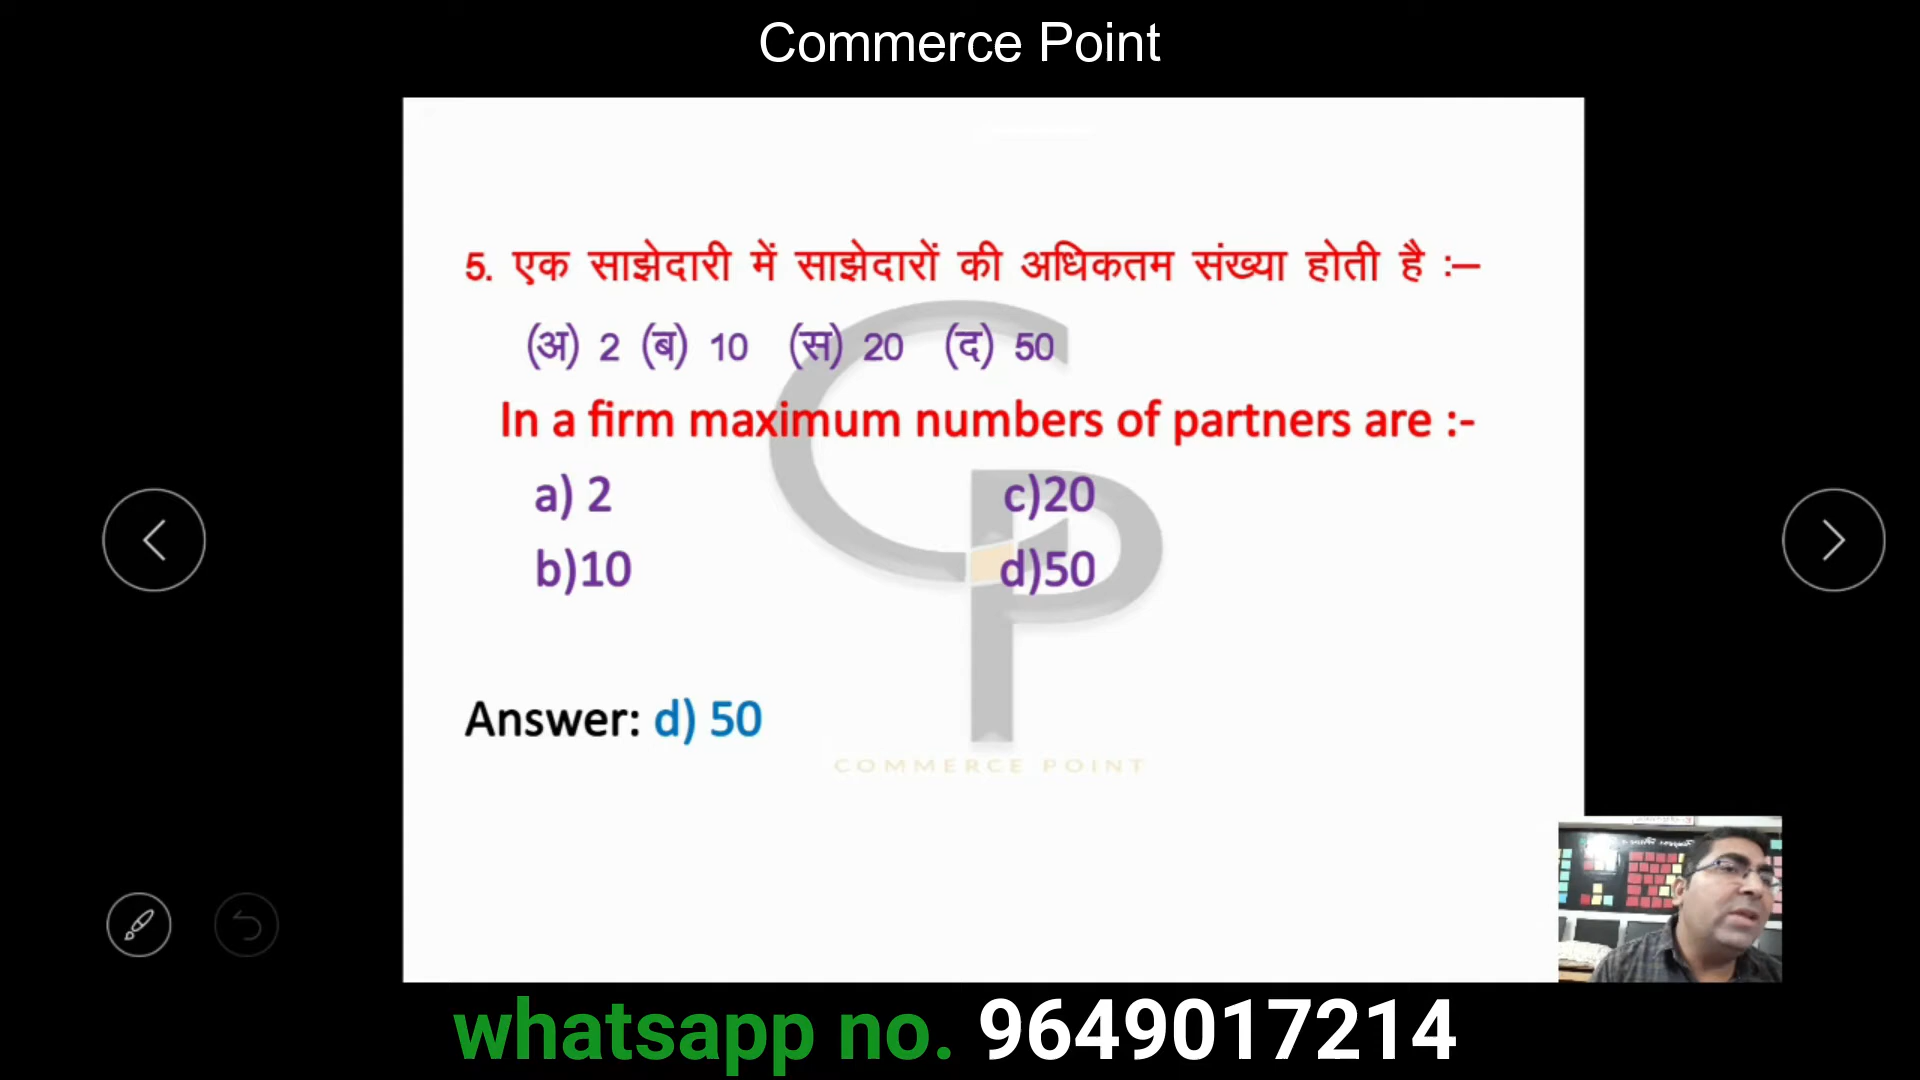 Commerce Point
5. एक साझेदारी में साझेदारों की अधिकतम संख्या होती है :–
(अ) 2 (ब) 10 (स) 20 (द) 50
In a firm maximum numbers of partners are :-
a) 2 c)20
b)10 d)50
Answer: d) 50
COMMERCE POINT
whatsapp no. 9649017214